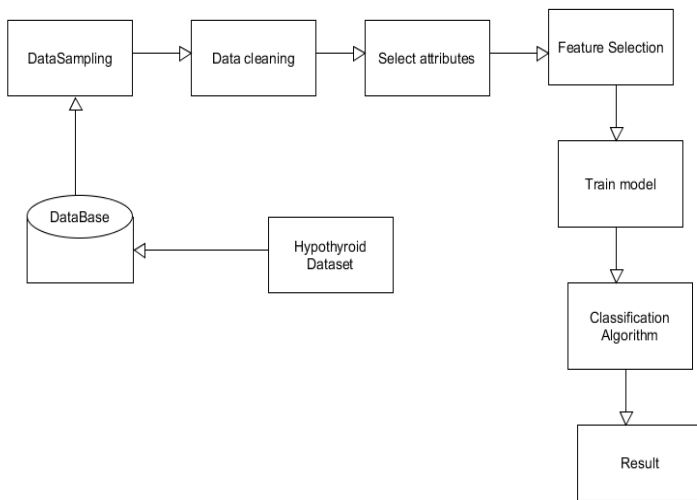 DataSampling
Data cleaning
Select attributes
Feature Selection
Train model
DataBase
Hypothyroid
Dataset
Classification
Algorithm
Result